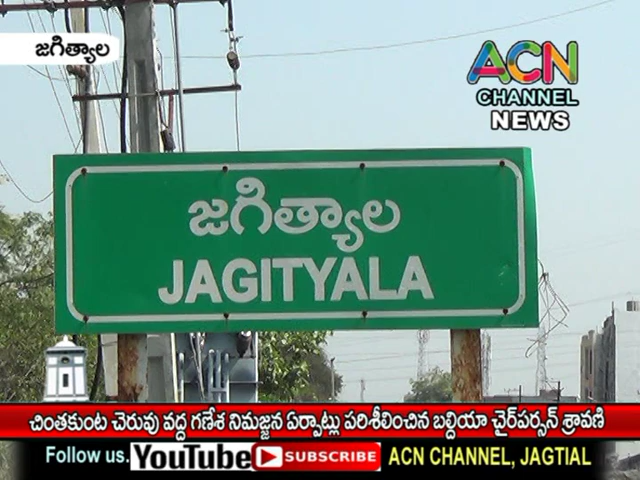 జగిత్యాల
ACN
CHANNEL
NEWS
జగిత్యాల
JAGITYALA
చింతకుంట చెరువు వద్ద గణేశ నిమజ్జన ఏర్పాట్లు పరిశీలించిన బల్దియా చైర్‌పర్సన్ శ్రావణి
Follow us. YouTube SUBSCRIBE ACN CHANNEL, JAGTIAL